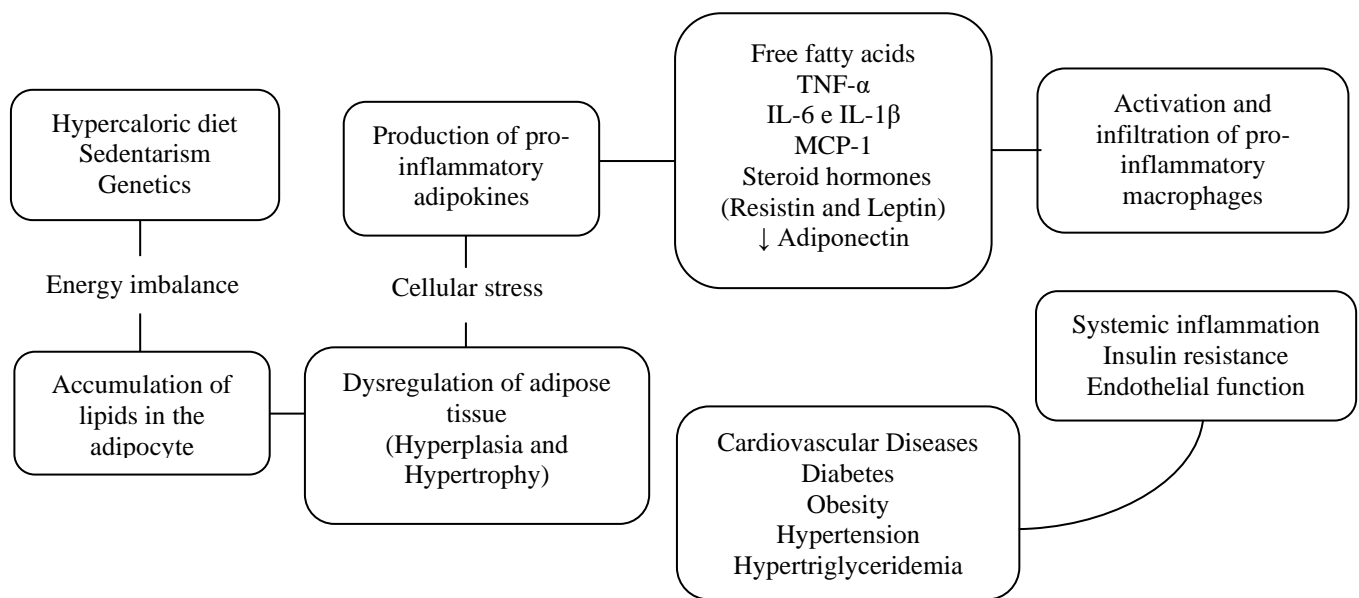 Hypercaloric diet
Sedentarism
Genetics
Energy imbalance
Accumulation of
lipids in the
adipocyte
Dysregulation of adipose
tissue
(Hyperplasia and
Hypertrophy)
Cellular stress
Production of pro-
inflammatory
adipokines
Free fatty acids
TNF-α
IL-6 e IL-1β
MCP-1
Steroid hormones
(Resistin and Leptin)
↓ Adiponectin
Activation and
infiltration of pro-
inflammatory
macrophages
Systemic inflammation
Insulin resistance
Endothelial function
Cardiovascular Diseases
Diabetes
Obesity
Hypertension
Hypertriglyceridemia